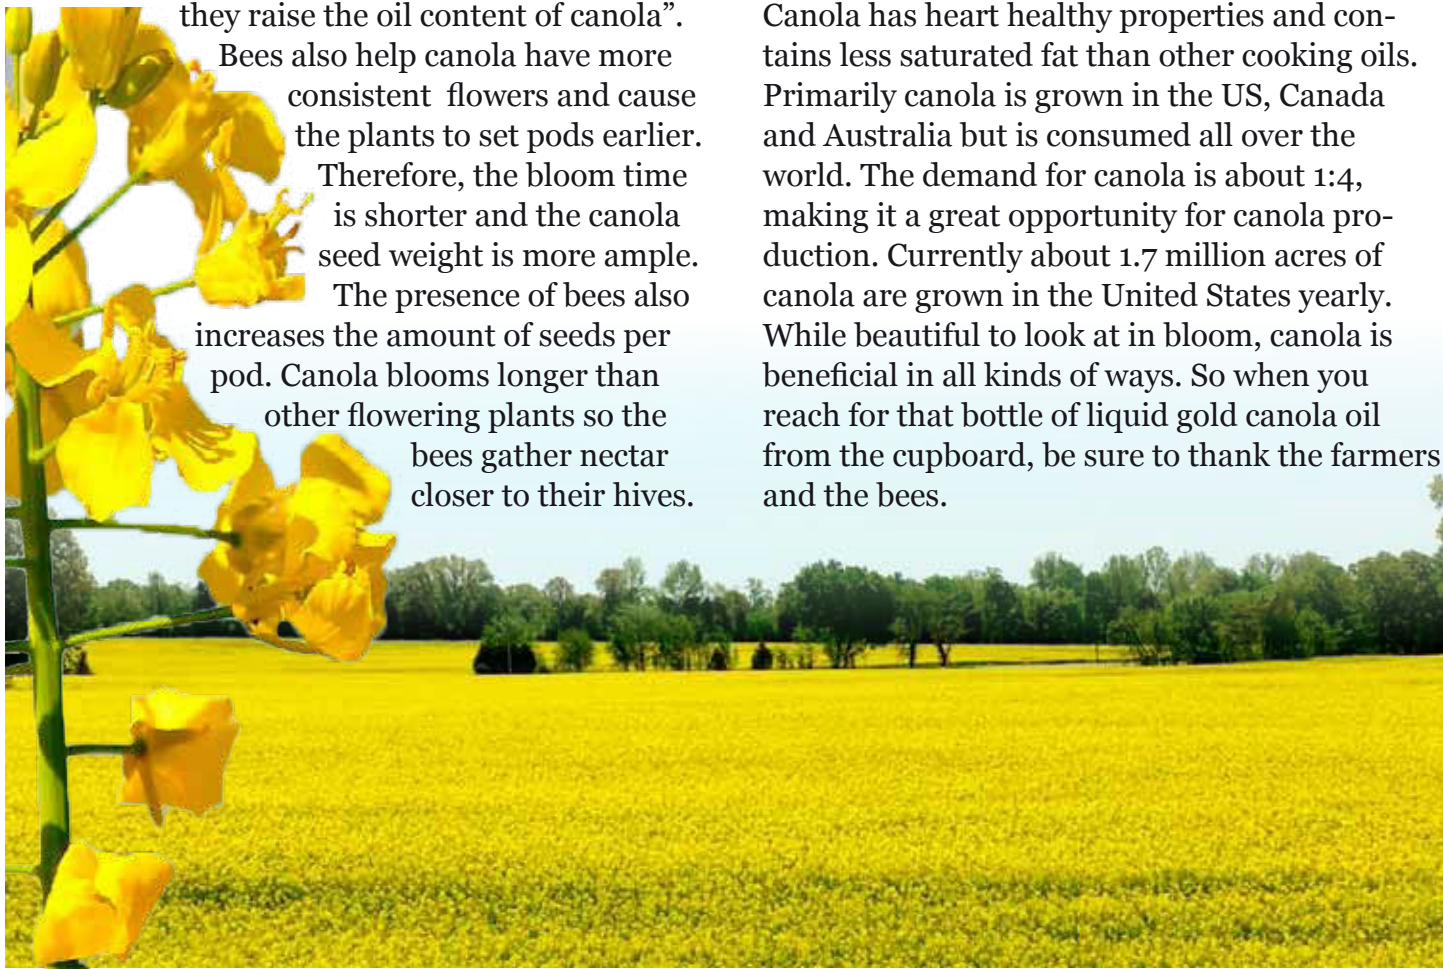 they raise the oil content of canola”.
Bees also help canola have more
consistent flowers and cause
the plants to set pods earlier.
Therefore, the bloom time
is shorter and the canola
seed weight is more ample.
The presence of bees also
increases the amount of seeds per
pod. Canola blooms longer than
other flowering plants so the
bees gather nectar
closer to their hives.
Canola has heart healthy properties and con-
tains less saturated fat than other cooking oils.
Primarily canola is grown in the US, Canada
and Australia but is consumed all over the
world. The demand for canola is about 1:4,
making it a great opportunity for canola pro-
duction. Currently about 1.7 million acres of
canola are grown in the United States yearly.
While beautiful to look at in bloom, canola is
beneficial in all kinds of ways. So when you
reach for that bottle of liquid gold canola oil
from the cupboard, be sure to thank the farmers
and the bees.